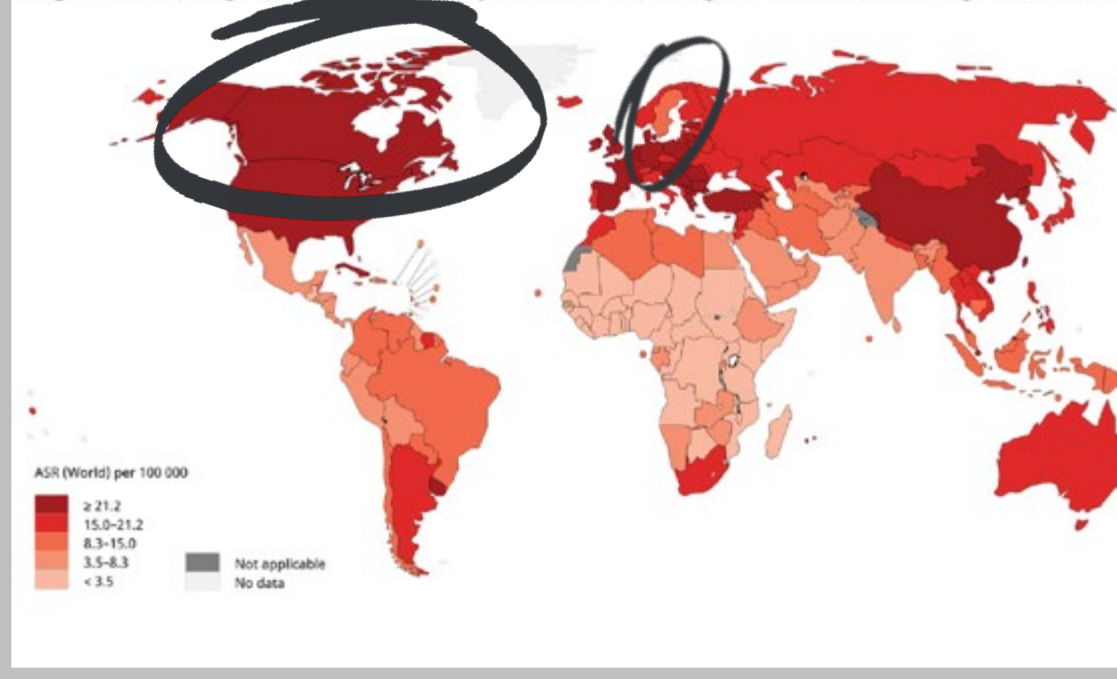 ASR (World) per 100 000
≥ 21.2
15.0–21.2
8.3–15.0
3.5–8.3
< 3.5
Not applicable
No data